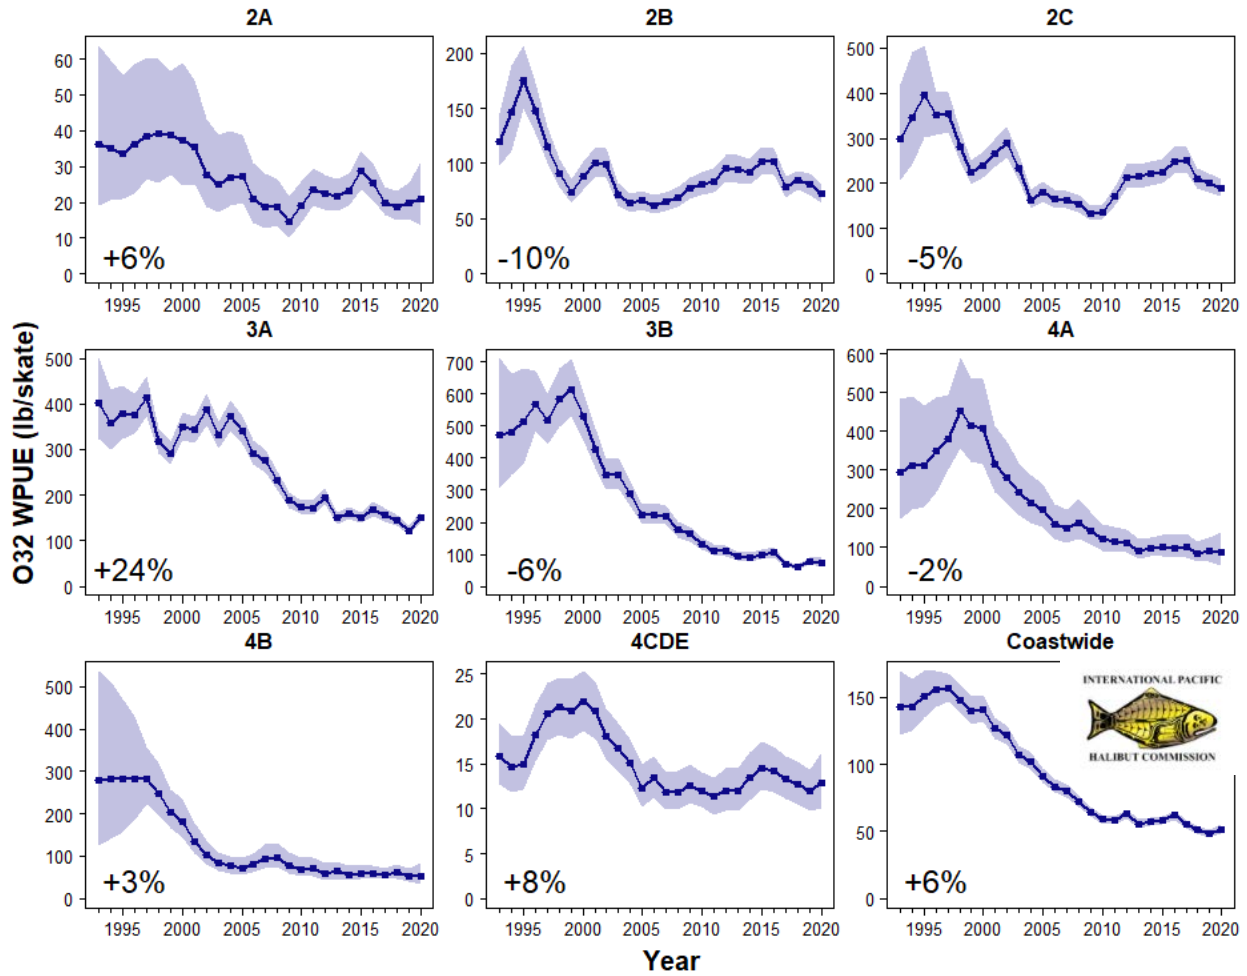 2A
2B
2C
60
50
40
30
20
10
0
+6%
1995 2000 2005 2010 2015 2020
200
150
100
50
0
-10%
1995 2000 2005 2010 2015 2020
500
400
300
200
100
0
-5%
1995 2000 2005 2010 2015 2020
O32 WPUE (lb/skate)
3A
3B
4A
500
400
300
200
100
0
+24%
1995 2000 2005 2010 2015 2020
700
600
500
400
300
200
100
0
-6%
1995 2000 2005 2010 2015 2020
600
500
400
300
200
100
0
-2%
1995 2000 2005 2010 2015 2020
4B
4CDE
Coastwide
500
400
300
200
100
0
+3%
1995 2000 2005 2010 2015 2020
25
20
15
10
5
0
+8%
1995 2000 2005 2010 2015 2020
150
100
50
0
+6%
INTERNATIONAL PACIFIC
HALIBUT COMMISSION
1995 2000 2005 2010 2015 2020
Year